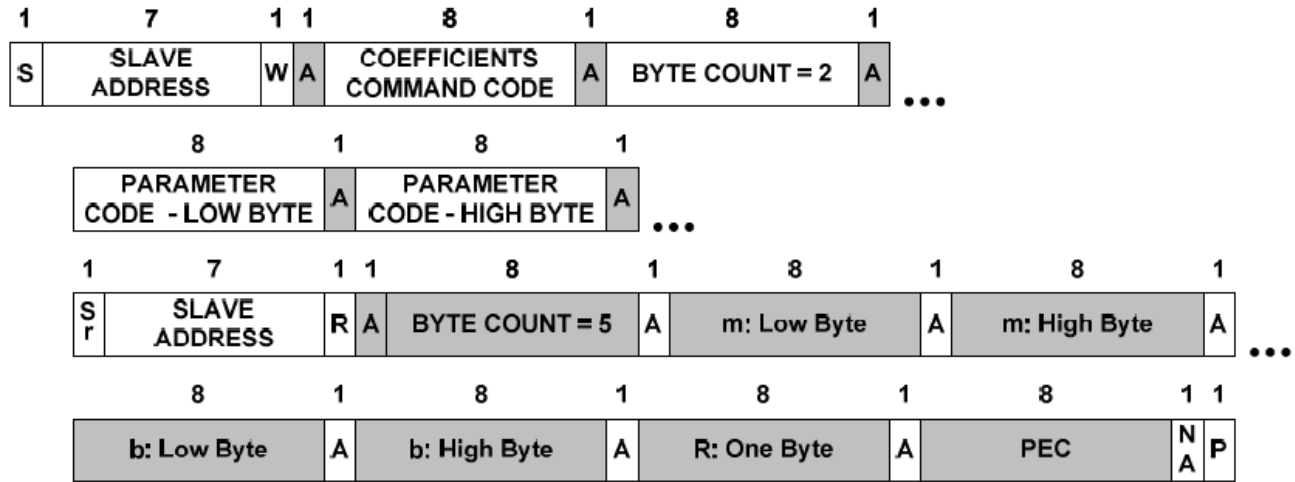 1 7 1 1 8 1 8 1
S SLAVE ADDRESS W A COEFFICIENTS COMMAND CODE A BYTE COUNT = 2 A •••
8 1 8 1
PARAMETER CODE - LOW BYTE A PARAMETER CODE - HIGH BYTE A •••
1 7 1 1 8 1 8 1 8 1
Sr SLAVE ADDRESS R A BYTE COUNT = 5 A m: Low Byte A m: High Byte A •••
8 1 8 1 8 1 8 1 1
b: Low Byte A b: High Byte A R: One Byte A PEC NA P